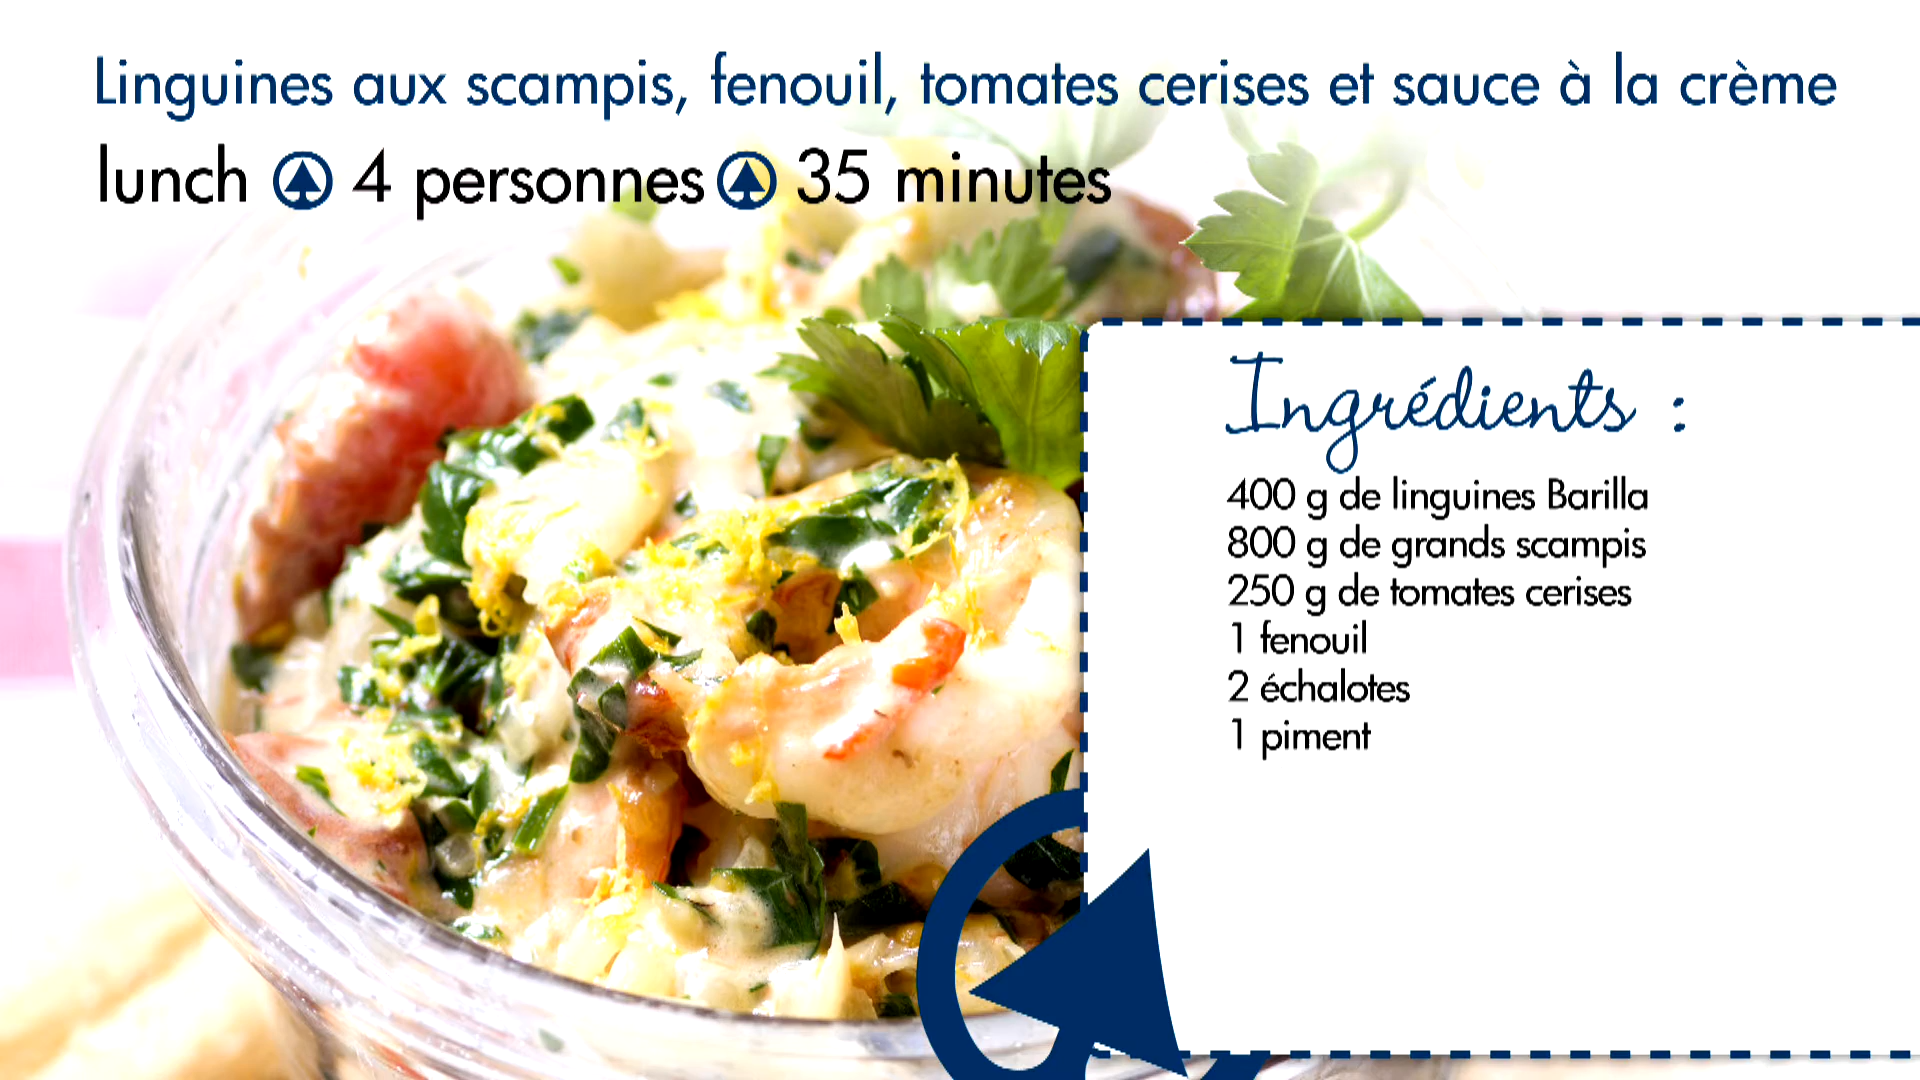 Linguines aux scampis, fenouil, tomates cerises et sauce à la crème
lunch 4 personnes 35 minutes
Ingrédients :
400 g de linguines Barilla
800 g de grands scampis
250 g de tomates cerises
1 fenouil
2 échalotes
1 piment